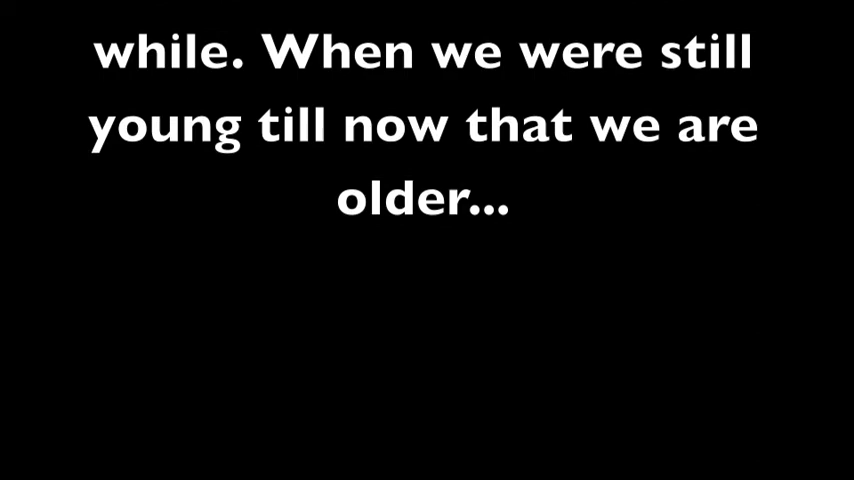 while. When we were still
young till now that we are
older...